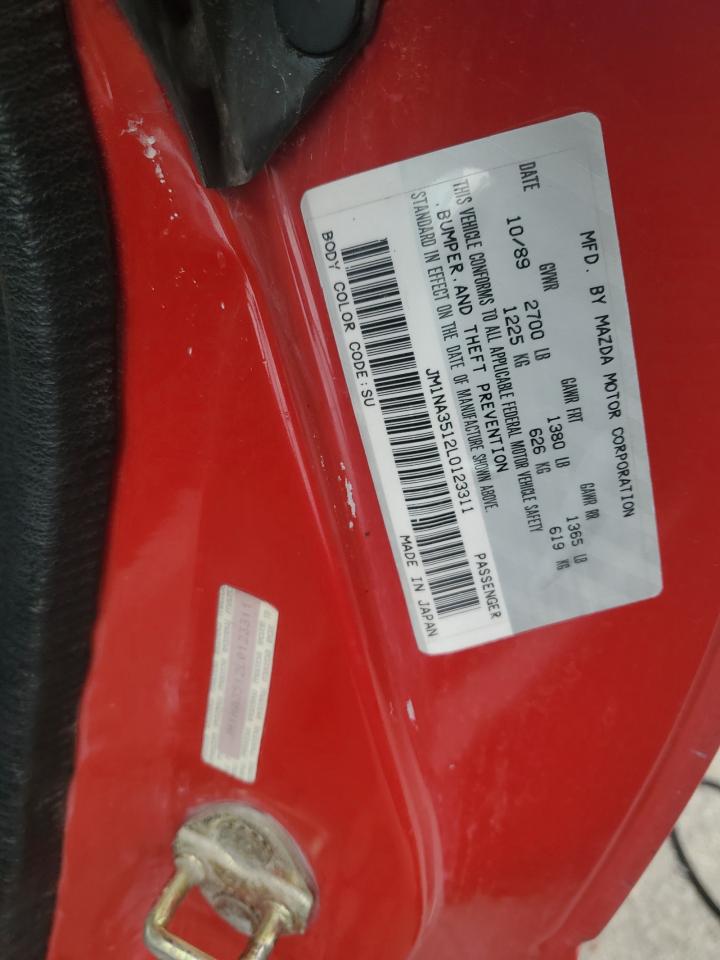 MFD. BY MAZDA MOTOR CORPORATION
DATE GVWR GAWR FRT GAWR RR
10/89 2700 LB 1380 LB 1365 LB
1225 KG 626 KG 619 KG
THIS VEHICLE CONFORMS TO ALL APPLICABLE FEDERAL MOTOR VEHICLE SAFETY
, BUMPER, AND THEFT PREVENTION
STANDARD IN EFFECT ON THE DATE OF MANUFACTURE SHOWN ABOVE.
JM1NA3512L0123311 PASSENGER
BODY COLOR CODE:SU MADE IN JAPAN